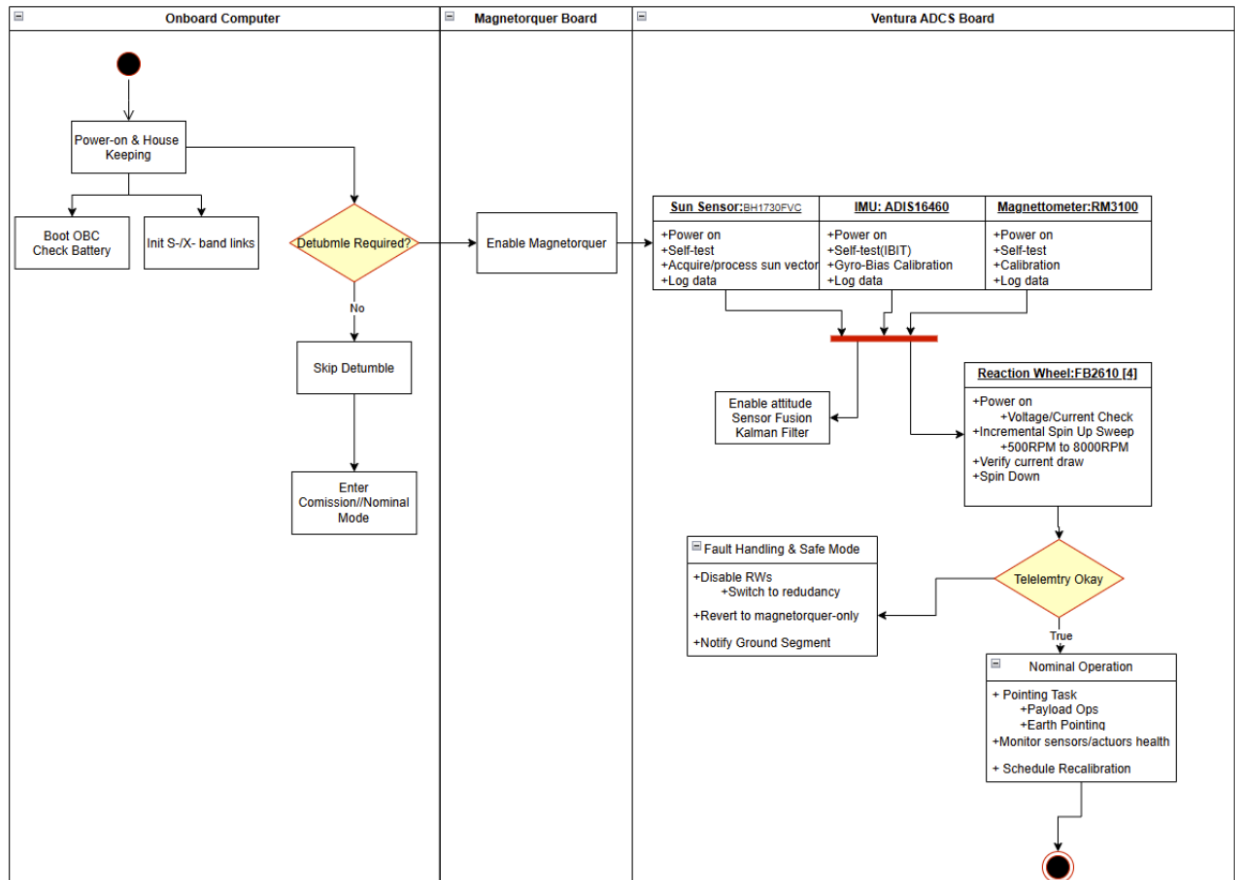 Onboard Computer
Magnetorquer Board
Ventura ADCS Board
Power-on & House
Keeping
Boot OBC
Check Battery
Init S-/X- band links
Detubmle Required?
No
Skip Detumble
Enter
Comission//Nominal
Mode
Enable Magnetorquer
Sun Sensor:BH1730FVC
+Power on
+Self-test
+Acquire/process sun vector
+Log data
IMU: ADIS16460
+Power on
+Self-test(IBIT)
+Gyro-Bias Calibration
+Log data
Magnettometer:RM3100
+Power on
+Self-test
+Calibration
+Log data
Enable attitude
Sensor Fusion
Kalman Filter
Reaction Wheel:FB2610 [4]
+Power on
+Voltage/Current Check
+Incremental Spin Up Sweep
+500RPM to 8000RPM
+Verify current draw
+Spin Down
Telelemtry Okay
True
Fault Handling & Safe Mode
+Disable RWs
+Switch to redudancy
+Revert to magnetorquer-only
+Notify Ground Segment
Nominal Operation
+ Pointing Task
+Payload Ops
+Earth Pointing
+Monitor sensors/actuors health
+ Schedule Recalibration